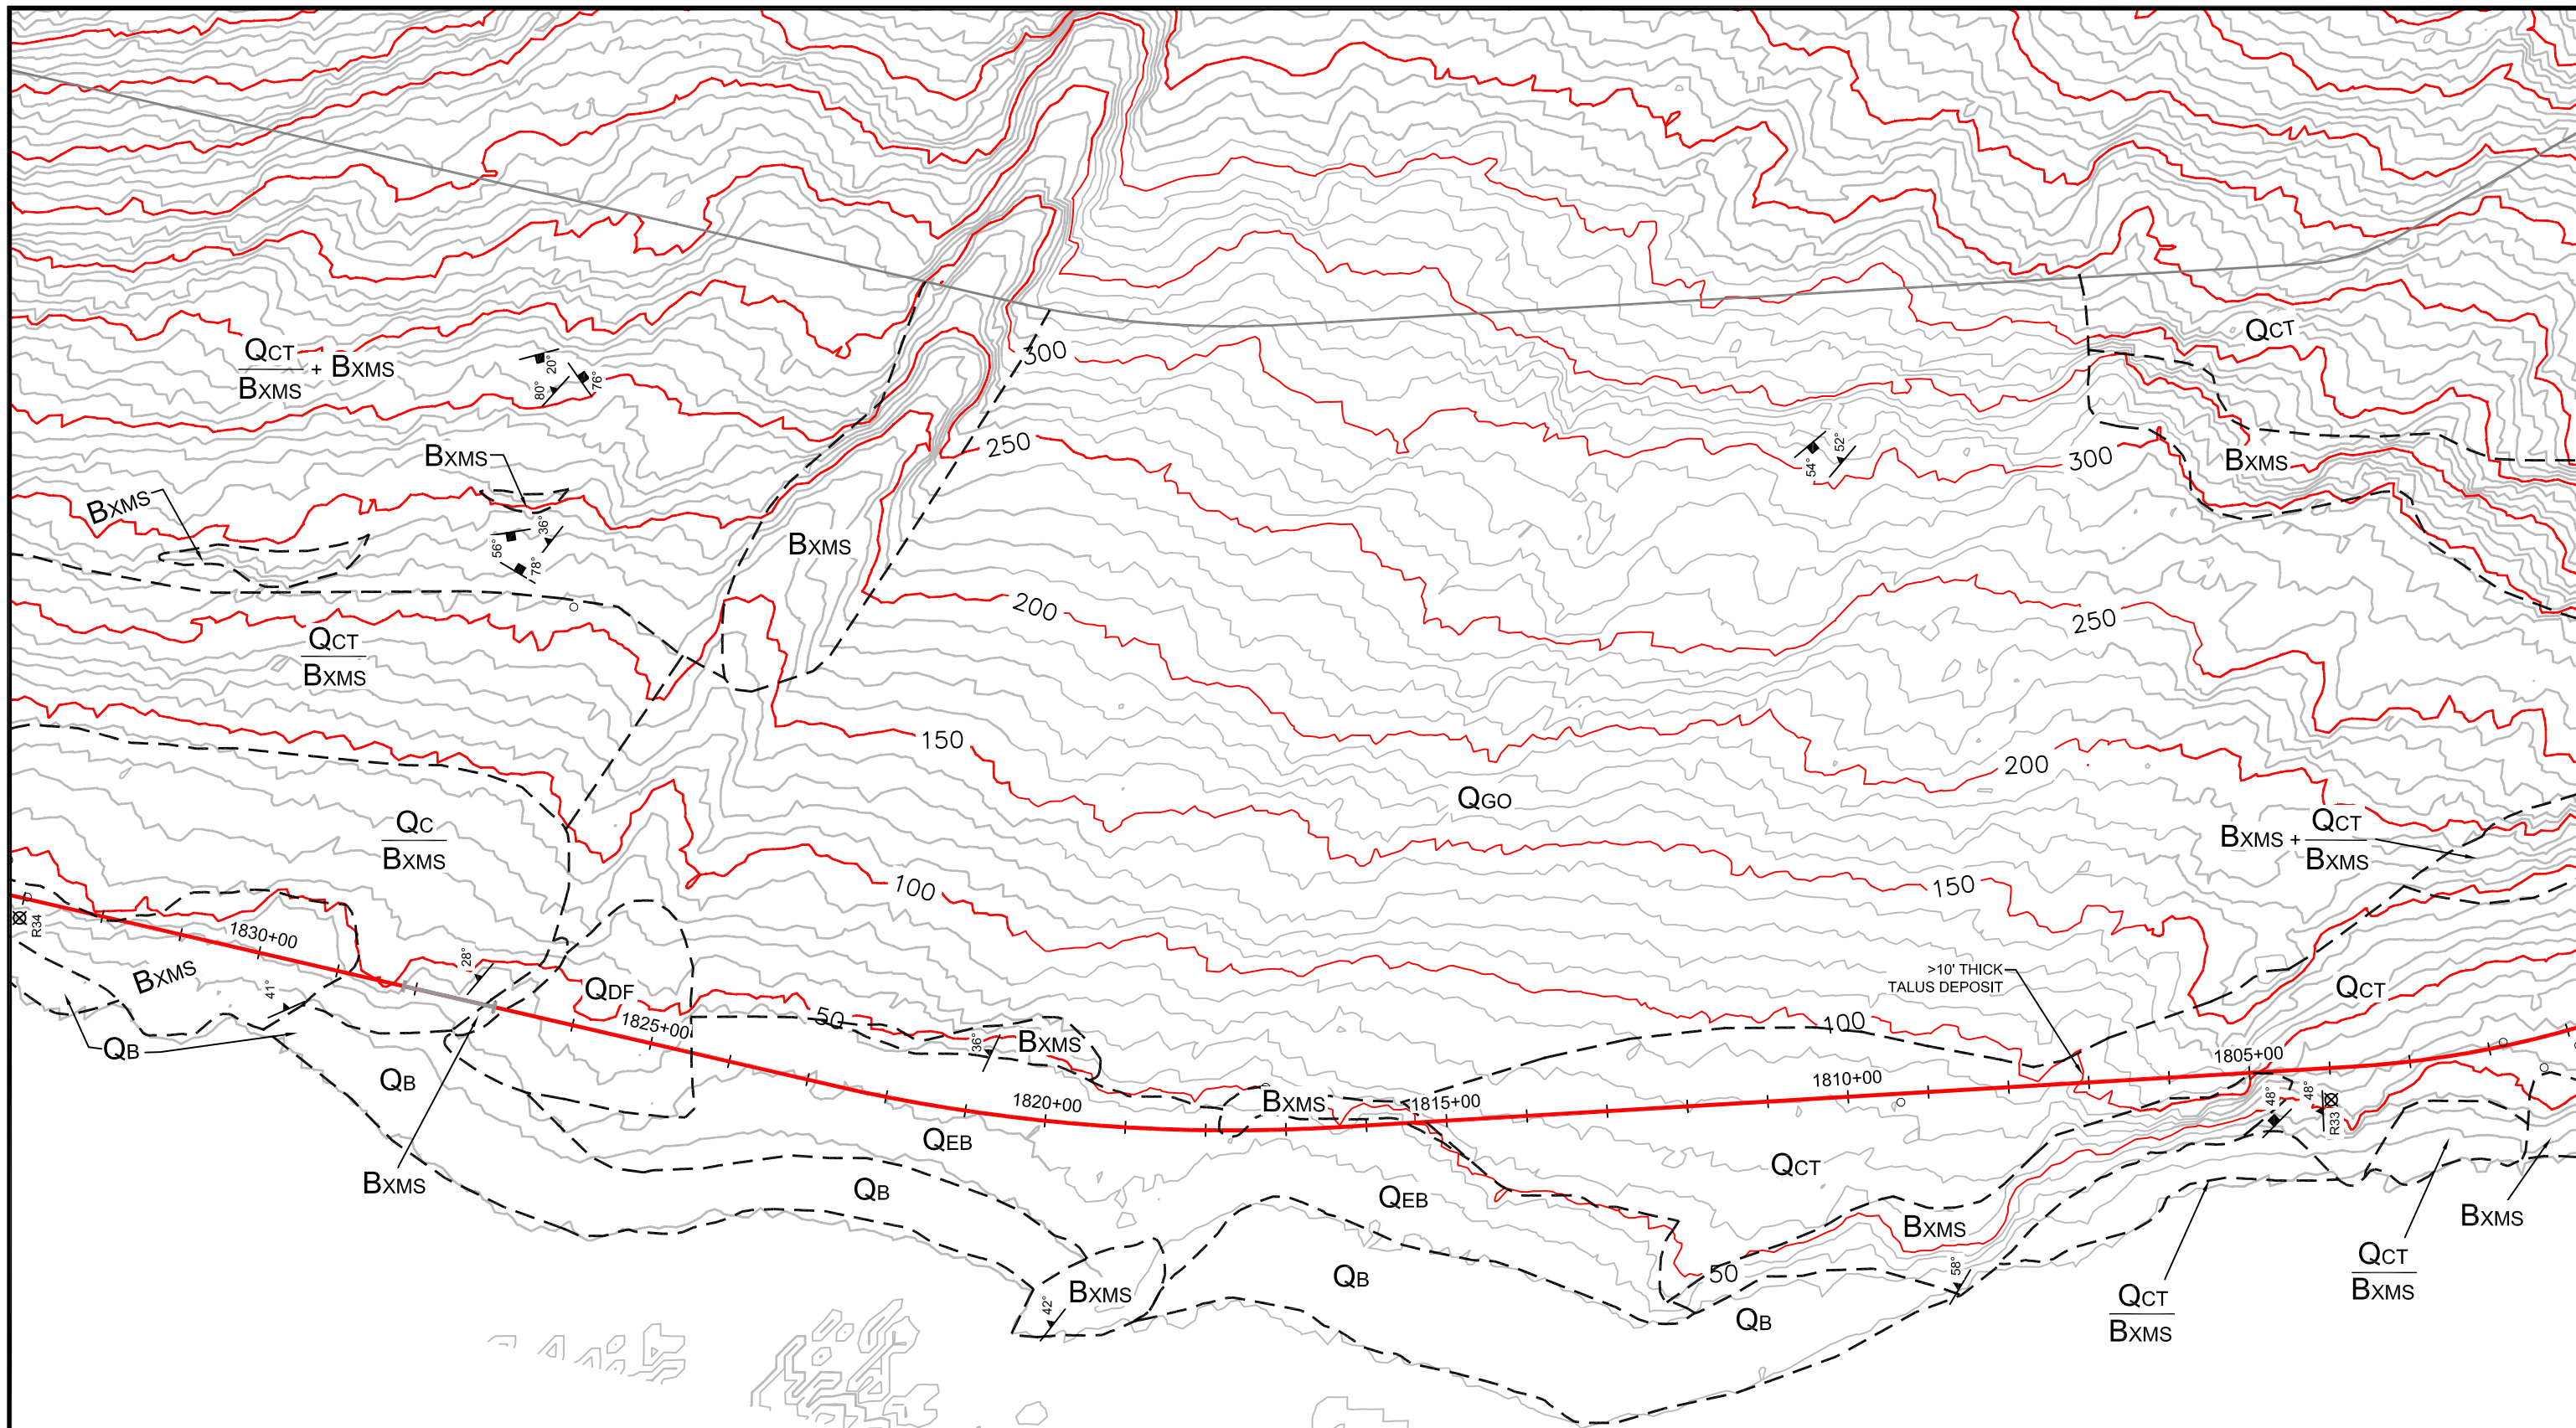 QCT
300
QCT
BXMS
+ BXMS
20°
76°
80°
250
52°
54°
300
BXMS
BXMS
BXMS
36°
56°
78°
BXMS
200
250
QCT
BXMS
150
200
QGO
QC
BXMS
BXMS +
QCT
BXMS
100
150
R34
1830+00
BXMS
28°
41°
QDF
>10' THICK
TALUS DEPOSIT
QCT
50
1825+00
100
QB
BXMS
36°
1805+00
QB
1810+00
1820+00
BXMS
1815+00
48°
48°
R33
QEB
BXMS
QB
QEB
QCT
BXMS
BXMS
QB
50
58°
QCT
BXMS
BXMS
42°
QB
QCT
BXMS